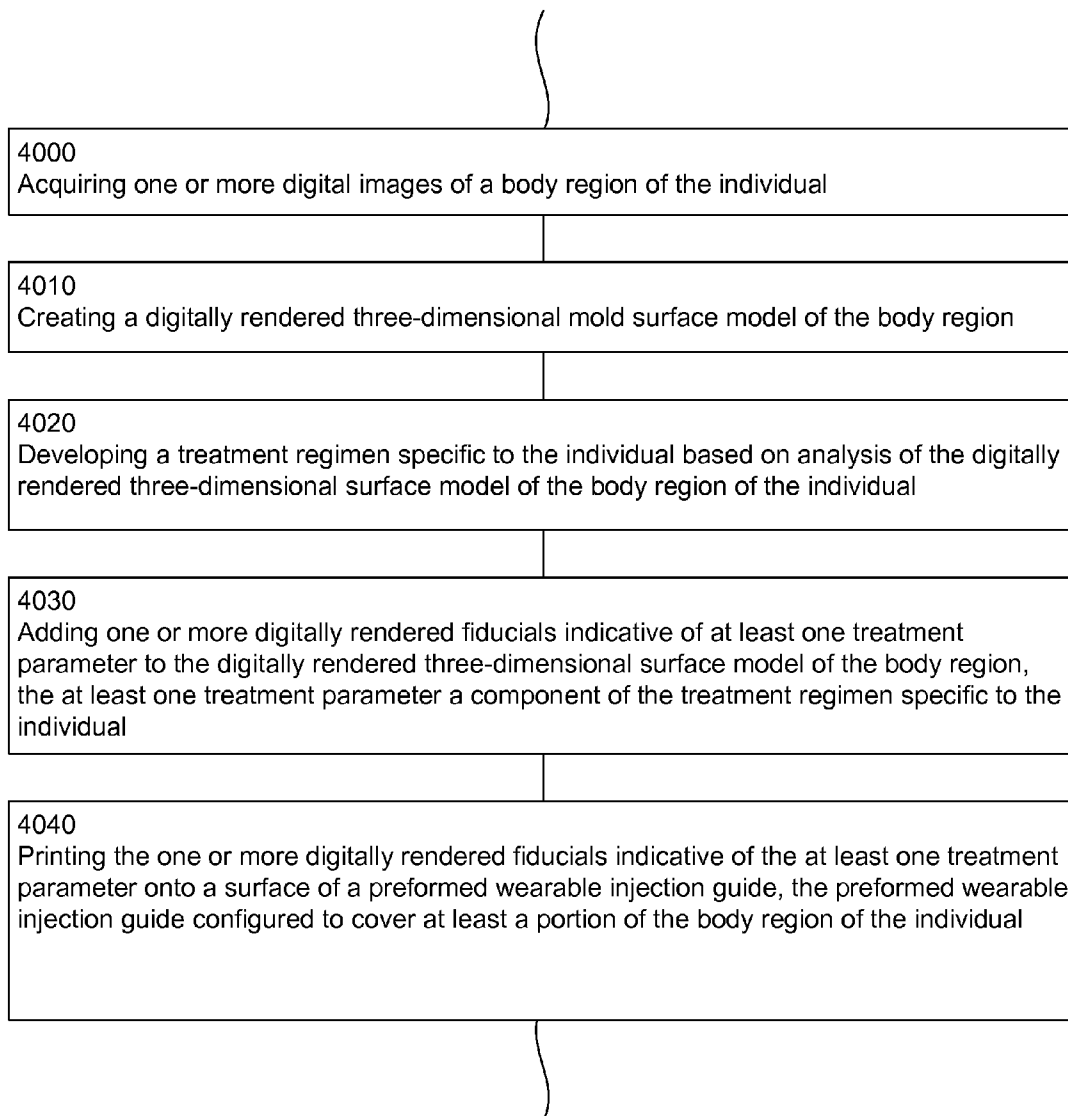 4000
Acquiring one or more digital images of a body region of the individual
4010
Creating a digitally rendered three-dimensional mold surface model of the body region
4020
Developing a treatment regimen specific to the individual based on analysis of the digitally
rendered three-dimensional surface model of the body region of the individual
4030
Adding one or more digitally rendered fiducials indicative of at least one treatment
parameter to the digitally rendered three-dimensional surface model of the body region,
the at least one treatment parameter a component of the treatment regimen specific to the
individual
4040
Printing the one or more digitally rendered fiducials indicative of the at least one treatment
parameter onto a surface of a preformed wearable injection guide, the preformed wearable
injection guide configured to cover at least a portion of the body region of the individual